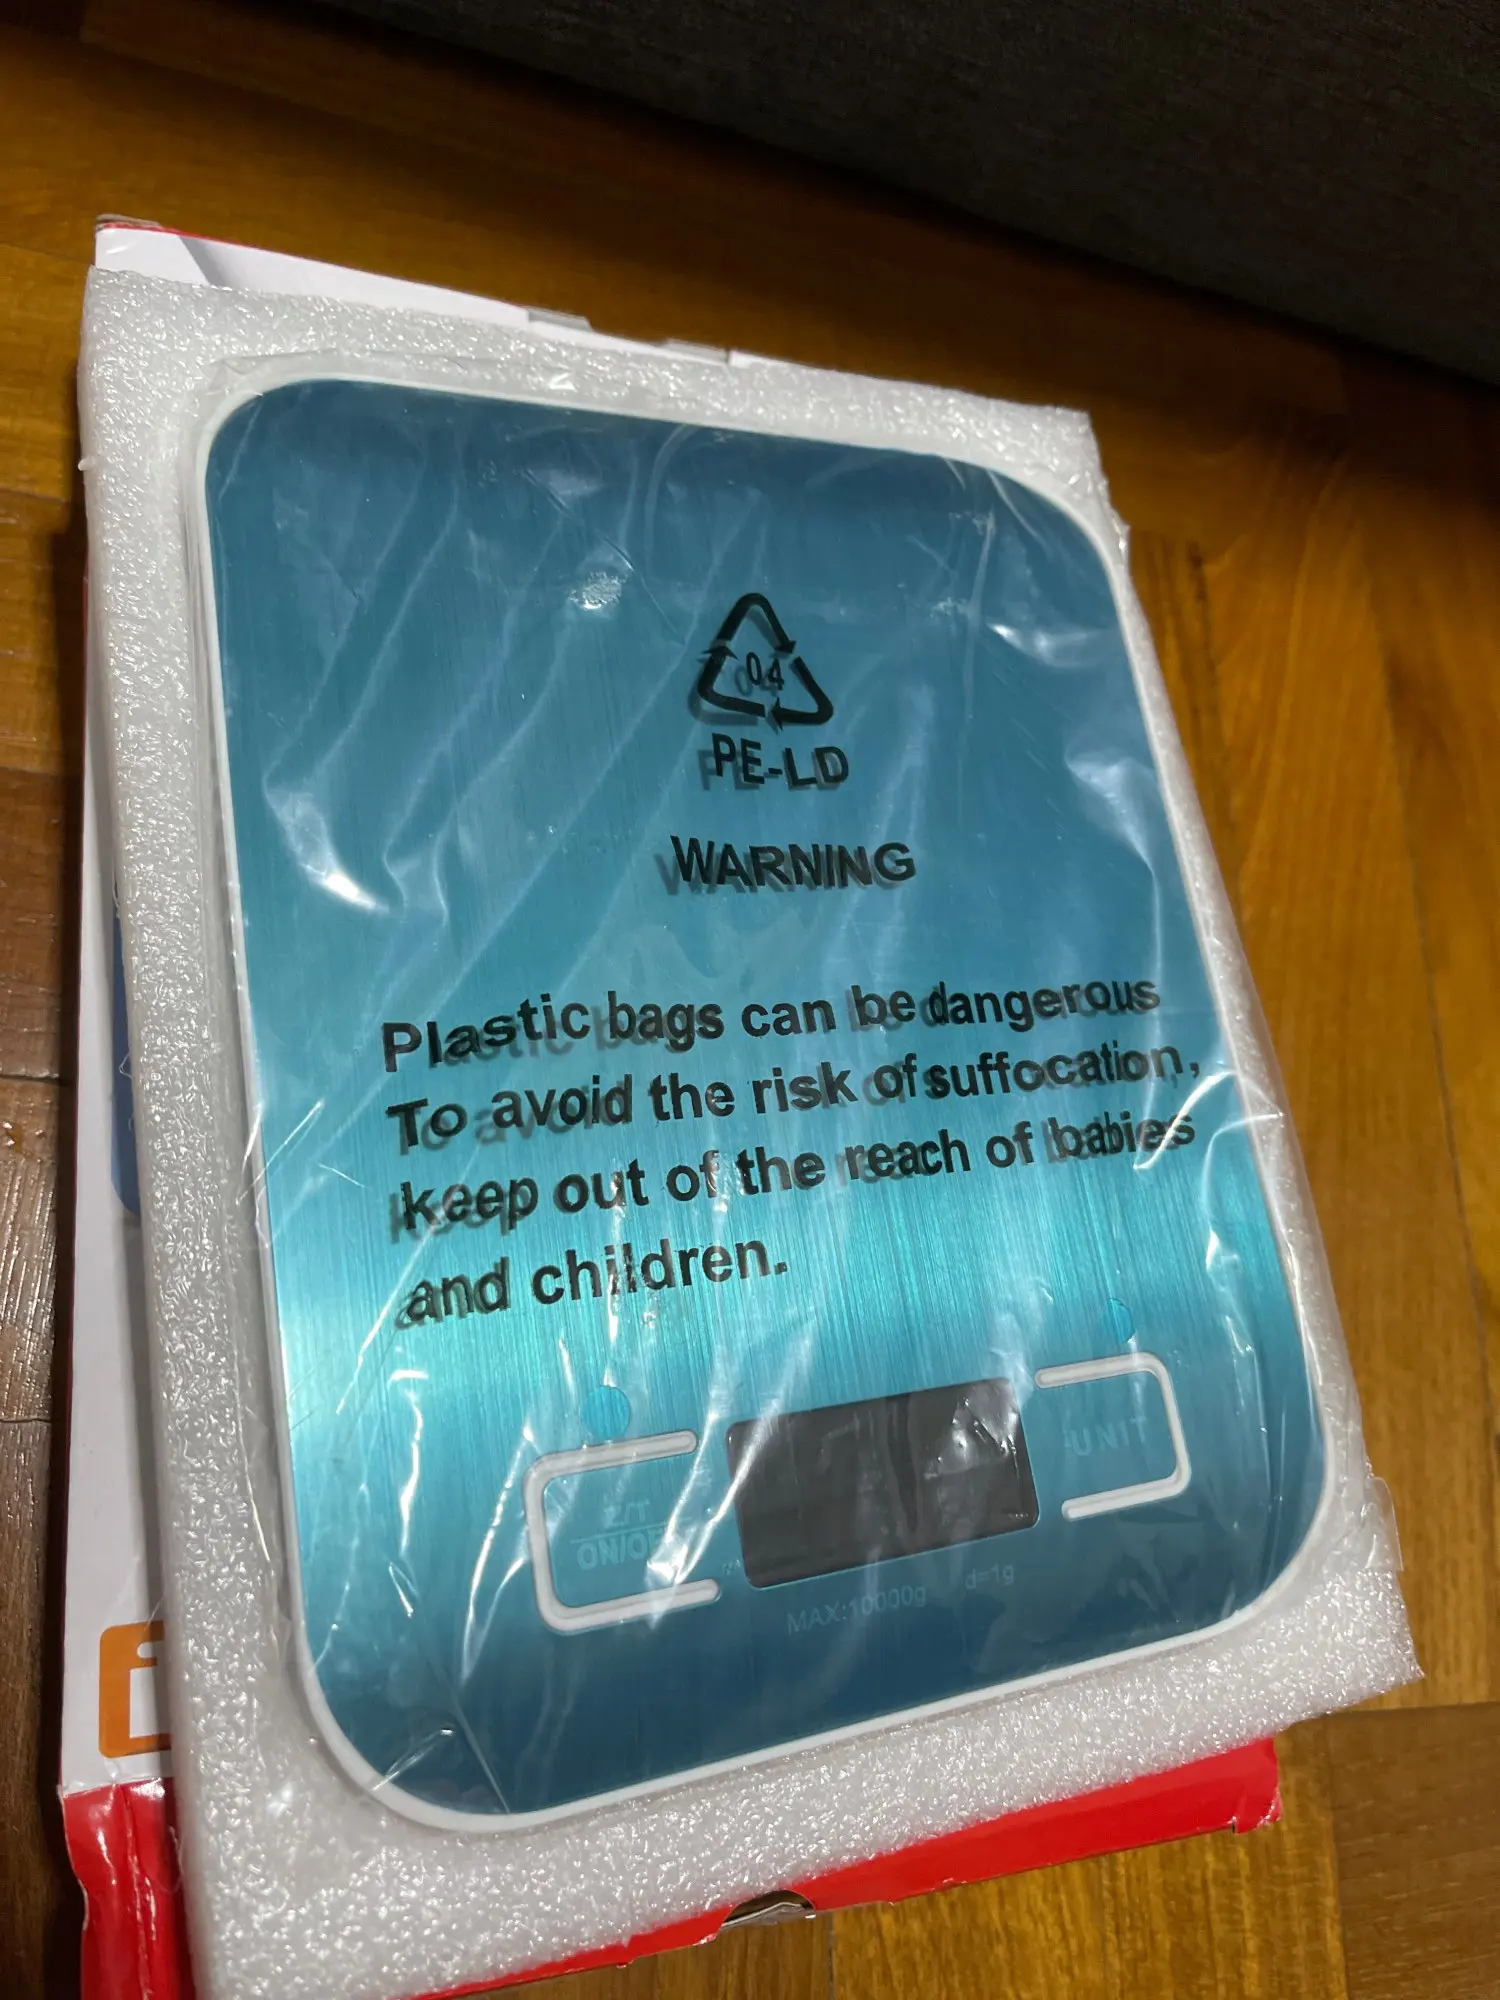 04
PE-LD
WARNING
Plastic bags can be dangerous
To avoid the risk of suffocation,
keep out of the reach of babies
and children.
UNIT
Z/T
ON/OFF
MAX:10000g d=1g